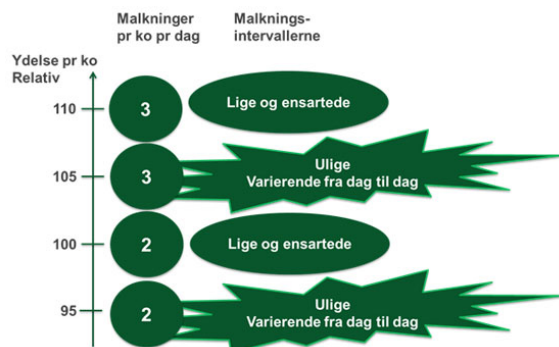 Malkninger
pr ko pr dag
Malknings-
intervallerne
Ydelse pr ko
Relativ
110
3
Lige og ensartede
105
3
Ulige
Varierende fra dag til dag
100
2
Lige og ensartede
95
2
Ulige
Varierende fra dag til dag